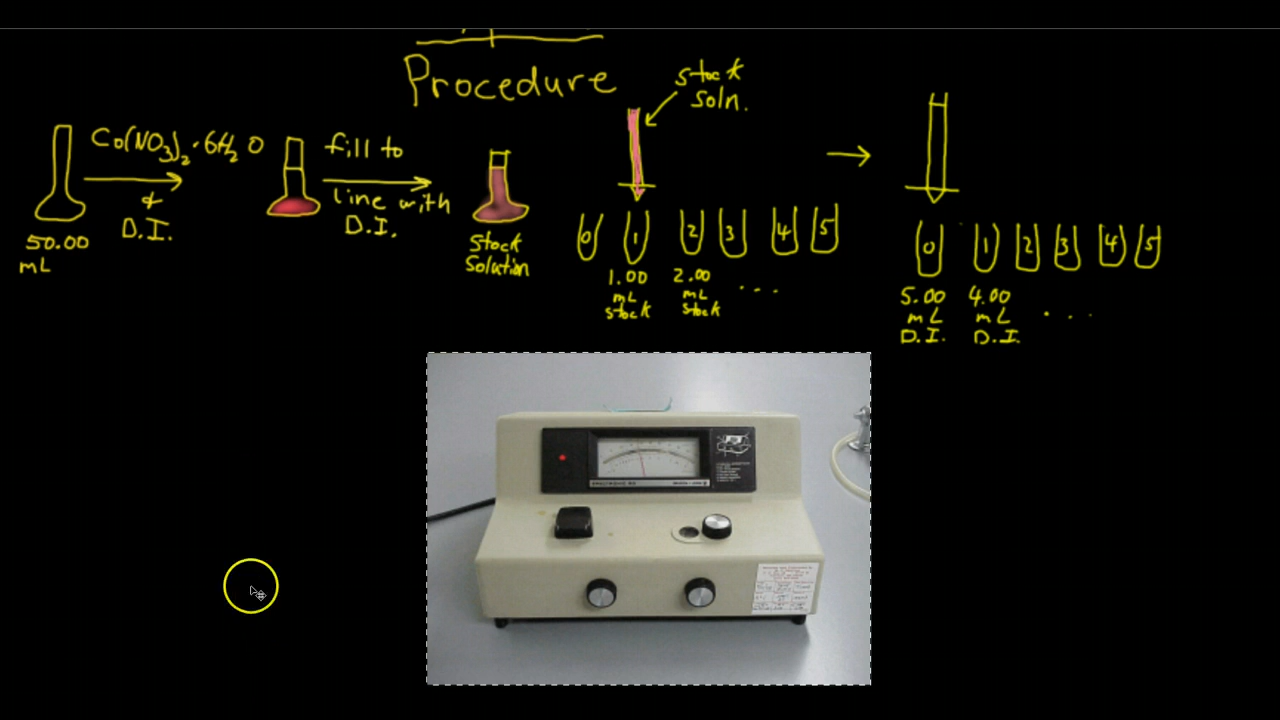 Procedure
Co(NO3)2·6H2O
&
D.I.
50.00
mL
fill to
line with
D.I.
Stock
Solution
stock
soln.
0 1 2 3 4 5
1.00
mL
stock
2.00
mL
stock
...
0 1 2 3 4 5
5.00
mL
D.I.
4.00
mL
D.I.
...